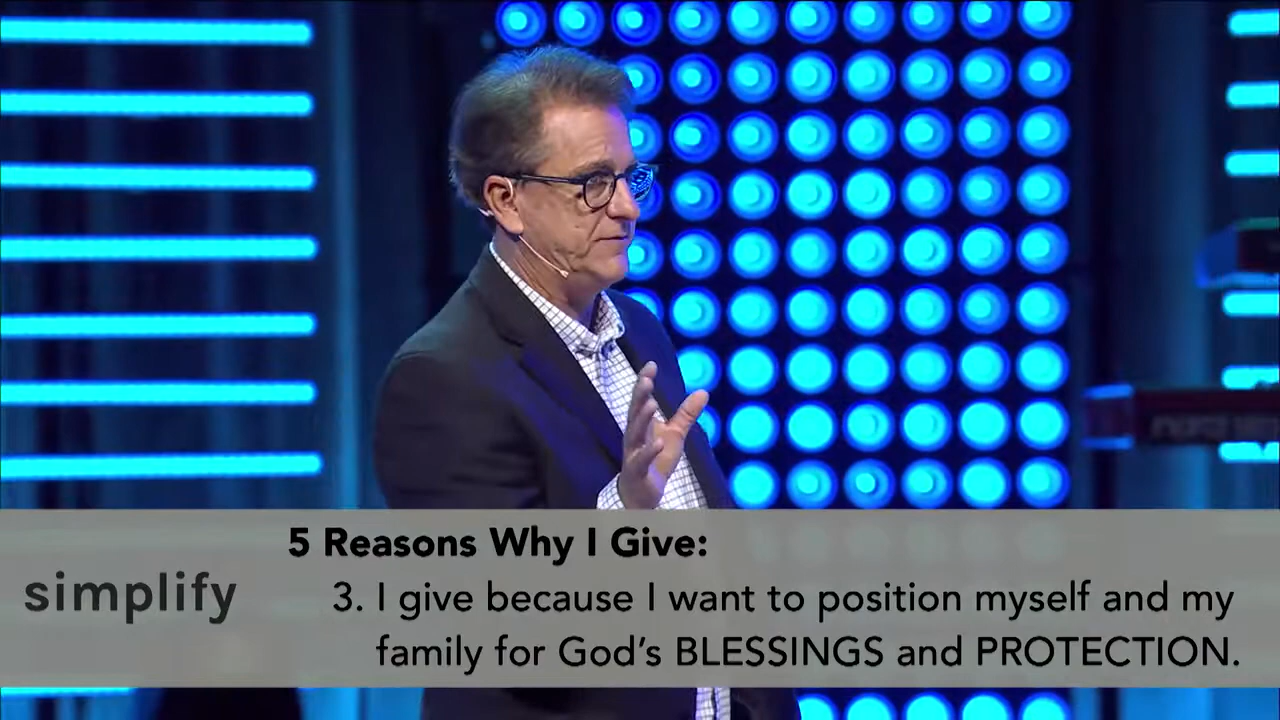 5 Reasons Why I Give:
simplify
3. I give because I want to position myself and my
family for God's BLESSINGS and PROTECTION.